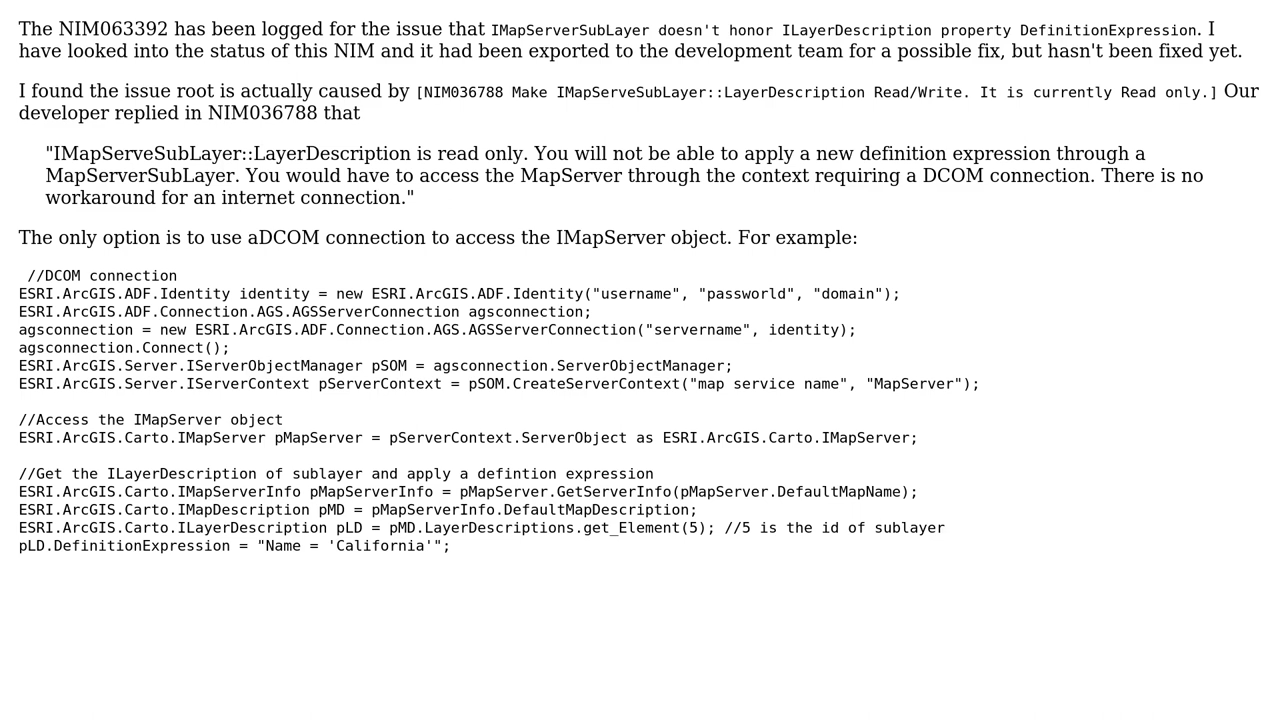 The NIM063392 has been logged for the issue that IMapServerSubLayer doesn't honor ILayerDescription property DefinitionExpression. I
have looked into the status of this NIM and it had been exported to the development team for a possible fix, but hasn't been fixed yet.
I found the issue root is actually caused by [NIM036788 Make IMapServeSubLayer::LayerDescription Read/Write. It is currently Read only.] Our
developer replied in NIM036788 that
"IMapServeSubLayer::LayerDescription is read only. You will not be able to apply a new definition expression through a
MapServerSubLayer. You would have to access the MapServer through the context requiring a DCOM connection. There is no
workaround for an internet connection."
The only option is to use aDCOM connection to access the IMapServer object. For example:
//DCOM connection
ESRI.ArcGIS.ADF.Identity identity = new ESRI.ArcGIS.ADF.Identity("username", "passworld", "domain");
ESRI.ArcGIS.ADF.Connection.AGS.AGSServerConnection agsconnection;
agsconnection = new ESRI.ArcGIS.ADF.Connection.AGS.AGSServerConnection("servername", identity);
agsconnection.Connect();
ESRI.ArcGIS.Server.IServerObjectManager pSOM = agsconnection.ServerObjectManager;
ESRI.ArcGIS.Server.IServerContext pServerContext = pSOM.CreateServerContext("map service name", "MapServer");
//Access the IMapServer object
ESRI.ArcGIS.Carto.IMapServer pMapServer = pServerContext.ServerObject as ESRI.ArcGIS.Carto.IMapServer;
//Get the ILayerDescription of sublayer and apply a defintion expression
ESRI.ArcGIS.Carto.IMapServerInfo pMapServerInfo = pMapServer.GetServerInfo(pMapServer.DefaultMapName);
ESRI.ArcGIS.Carto.IMapDescription pMD = pMapServerInfo.DefaultMapDescription;
ESRI.ArcGIS.Carto.ILayerDescription pLD = pMD.LayerDescriptions.get_Element(5); //5 is the id of sublayer
pLD.DefinitionExpression = "Name = 'California'";